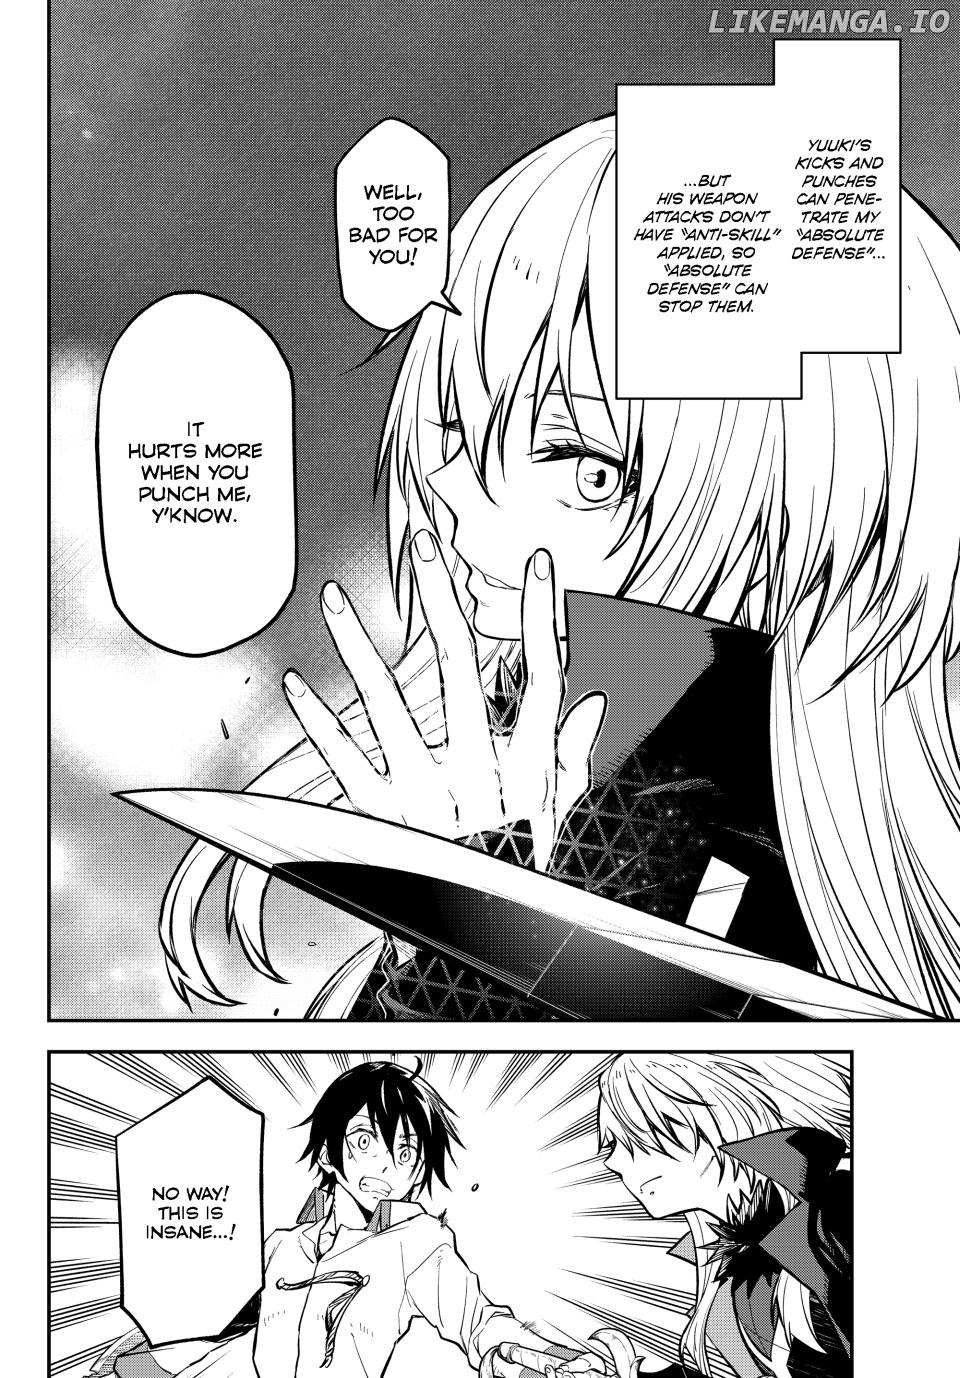 LIKEMANGA.IO
YUUKI'S
KICKS AND
PUNCHES
CAN PENE-
TRATE MY
"ABSOLUTE
DEFENSE"...
...BUT
HIS WEAPON
ATTACKS DON'T
HAVE "ANTI-SKILL"
APPLIED, SO
"ABSOLUTE
DEFENSE" CAN
STOP THEM.
WELL,
TOO
BAD FOR
YOU!
IT
HURTS MORE
WHEN YOU
PUNCH ME,
Y'KNOW.
NO WAY!
THIS IS
INSANE...!